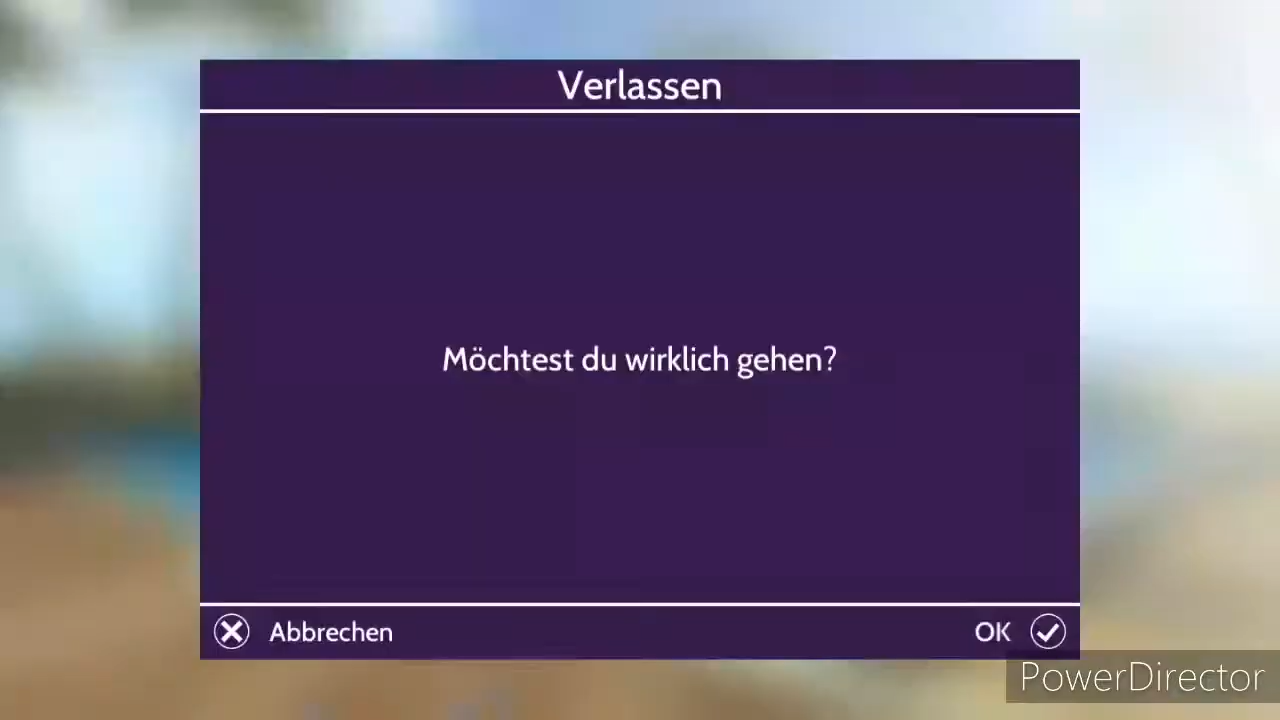 Verlassen
Möchtest du wirklich gehen?
Abbrechen
OK
PowerDirector